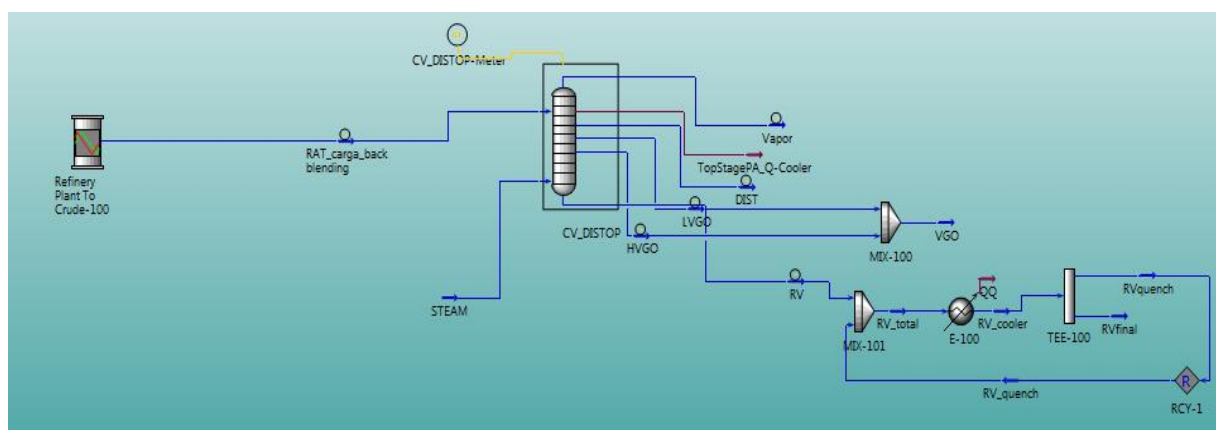 CV_DISTOP-Meter
Vapor
RAT_carga_back
blending
TopStagePA_Q-Cooler
Refinery
Plant To
Crude-100
DIST
LVGO
CV_DISTOP
HVGO
VGO
MIX-100
STEAM
RV
QQ
RVquench
RV_total
RV_cooler
RVfinal
MIX-101
E-100
TEE-100
RV_quench
R
RCY-1